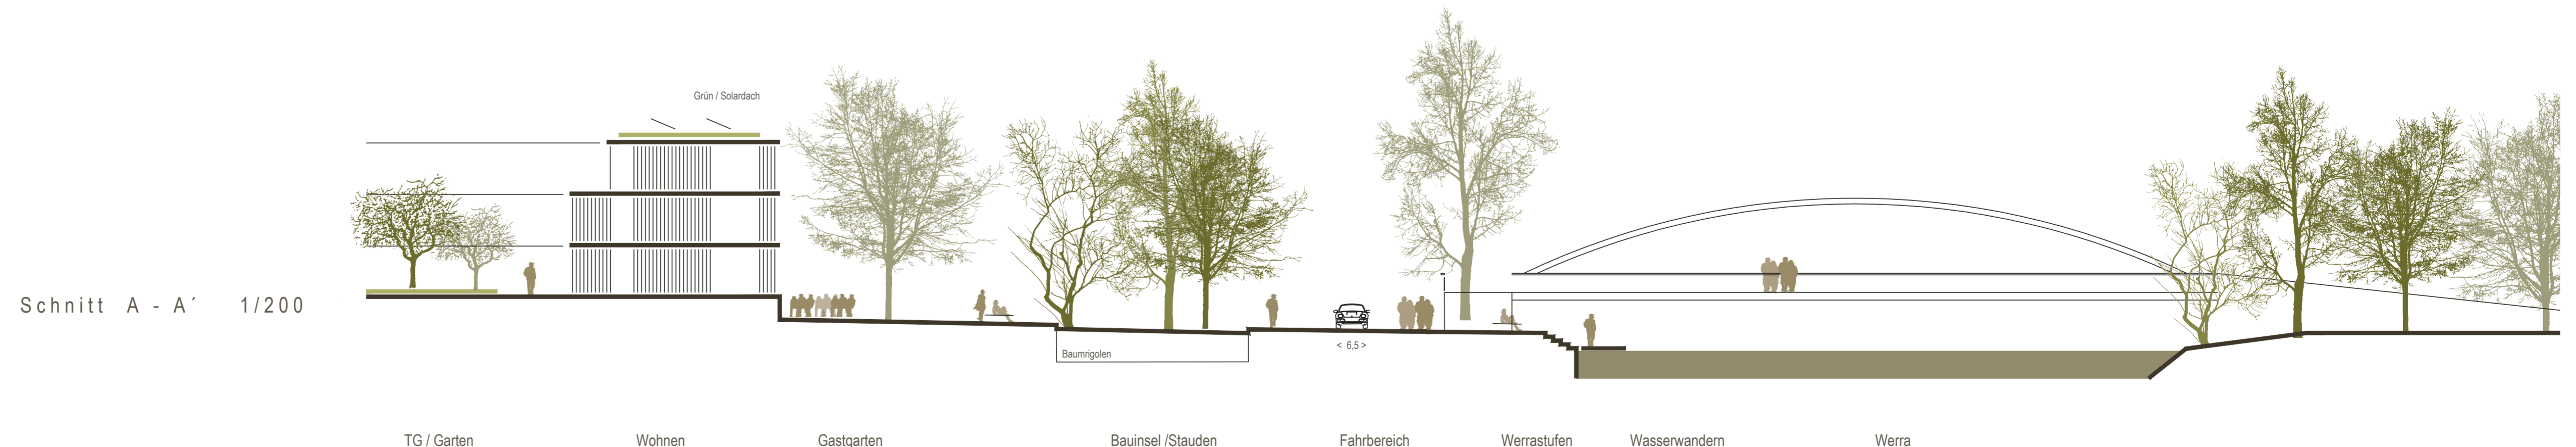 Grün / Solardach
Schnitt A - A´ 1/200
Baumrigolen
< 6,5 >
TG / Garten
Wohnen
Gastgarten
Bauinsel /Stauden
Fahrbereich
Werrastufen
Wasserwandern
Werra